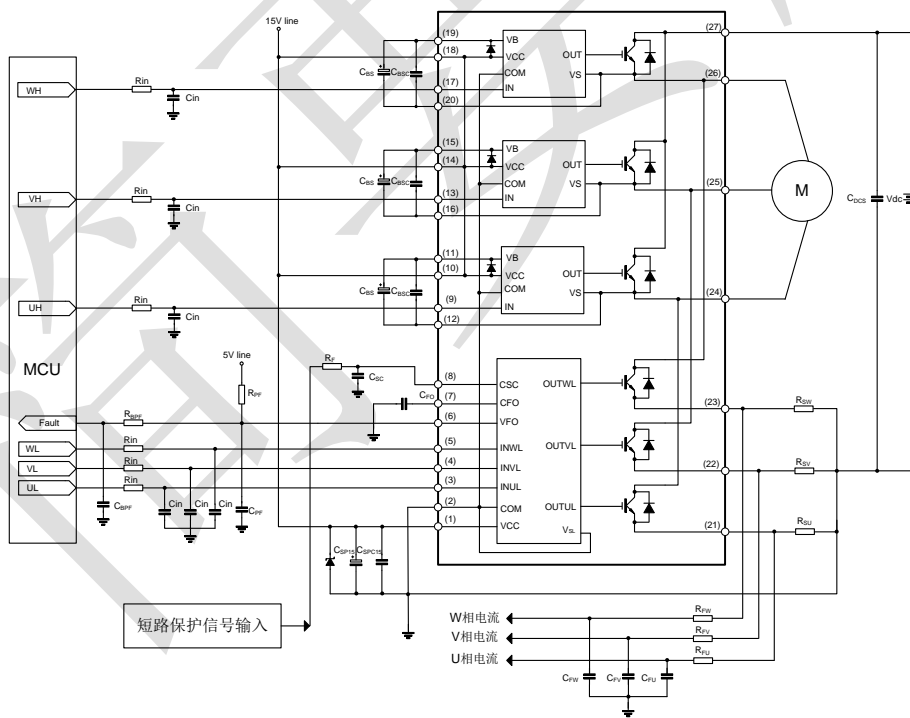 15V line
(27)
(19)
VB
(18)
VCC
OUT
COM
VS
(26)
WH
Rin
Cin
CBS
CBSC
(17)
IN
(20)
(15)
VB
(14)
VCC
OUT
COM
VS
(25)
M
VH
Rin
Cin
CBS
CBSC
(13)
IN
(16)
CDCS
Vdc
(11)
VB
(10)
VCC
OUT
COM
VS
(24)
UH
Rin
Cin
CBS
CBSC
(9)
IN
(12)
MCU
5V line
RPF
RF
CSC
(8)
CSC
OUTWL
CFO
(7)
CFO
(23)
RSW
Fault
RBPF
(6)
VFO
WL
Rin
(5)
INWL
OUTVL
VL
Rin
(4)
INVL
(22)
RSV
UL
Rin
(3)
INUL
CBPF
Cin
Cin
Cin
CPF
(2)
COM
OUTUL
(1)
VCC
VSL
(21)
RSU
CSP15
CSPC15
短路保护信号输入
W相电流
RFW
V相电流
RFV
U相电流
RFU
CFW
CFV
CFU